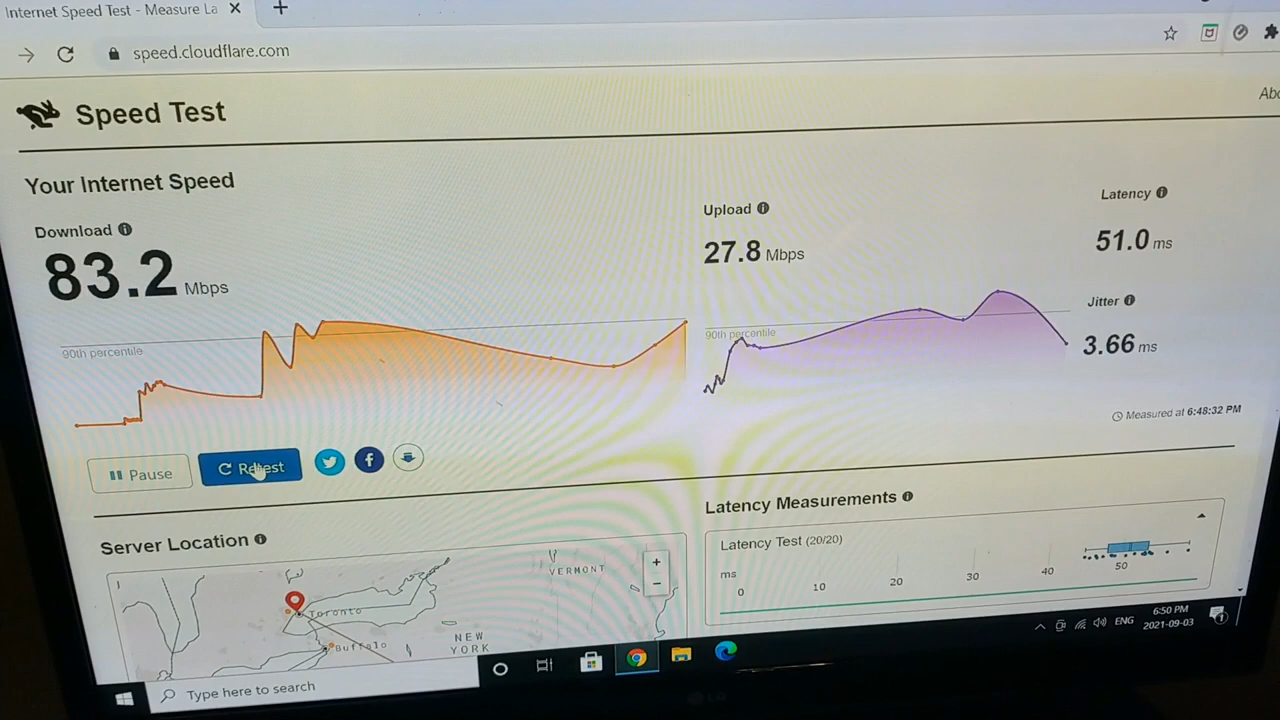 Internet Speed Test - Measure La
speed.cloudflare.com
Speed Test
Your Internet Speed
Download
83.2 Mbps
90th percentile
Upload
27.8 Mbps
90th percentile
Latency
51.0 ms
Jitter
3.66 ms
Measured at 6:48:32 PM
Pause
Retest
Server Location
VERMONT
Toronto
Buffalo
NEW
YORK
+
−
Latency Measurements
Latency Test (20/20)
ms
0 10 20 30 40 50
Type here to search
ENG
6:50 PM
2021-09-03
1